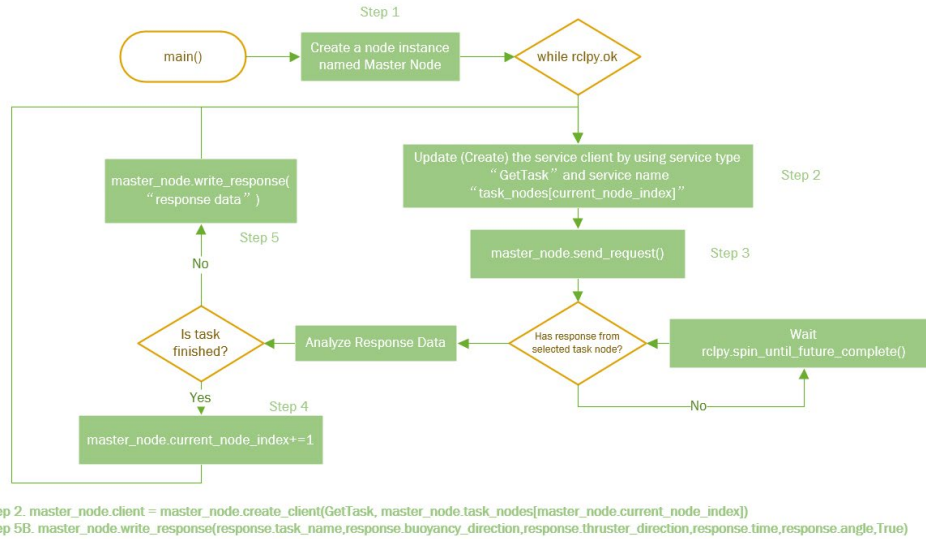 Step 1
main()
Create a node instance
named Master Node
while rclpy.ok
Update (Create) the service client by using service type
“GetTask” and service name
“task_nodes[current_node_index]”
Step 2
master_node.write_response(
“response data”)
Step 5
master_node.send_request()
Step 3
No
Is task
finished?
Analyze Response Data
Has response from
selected task node?
Wait
rclpy.spin_until_future_complete()
No
Yes
Step 4
master_node.current_node_index+=1
ep 2. master_node.client = master_node.create_client(GetTask, master_node.task_nodes[master_node.current_node_index])
ep 5B. master_node.write_response(response.task_name,response.buoyancy_direction,response.thruster_direction,response.time,response.angle,True)